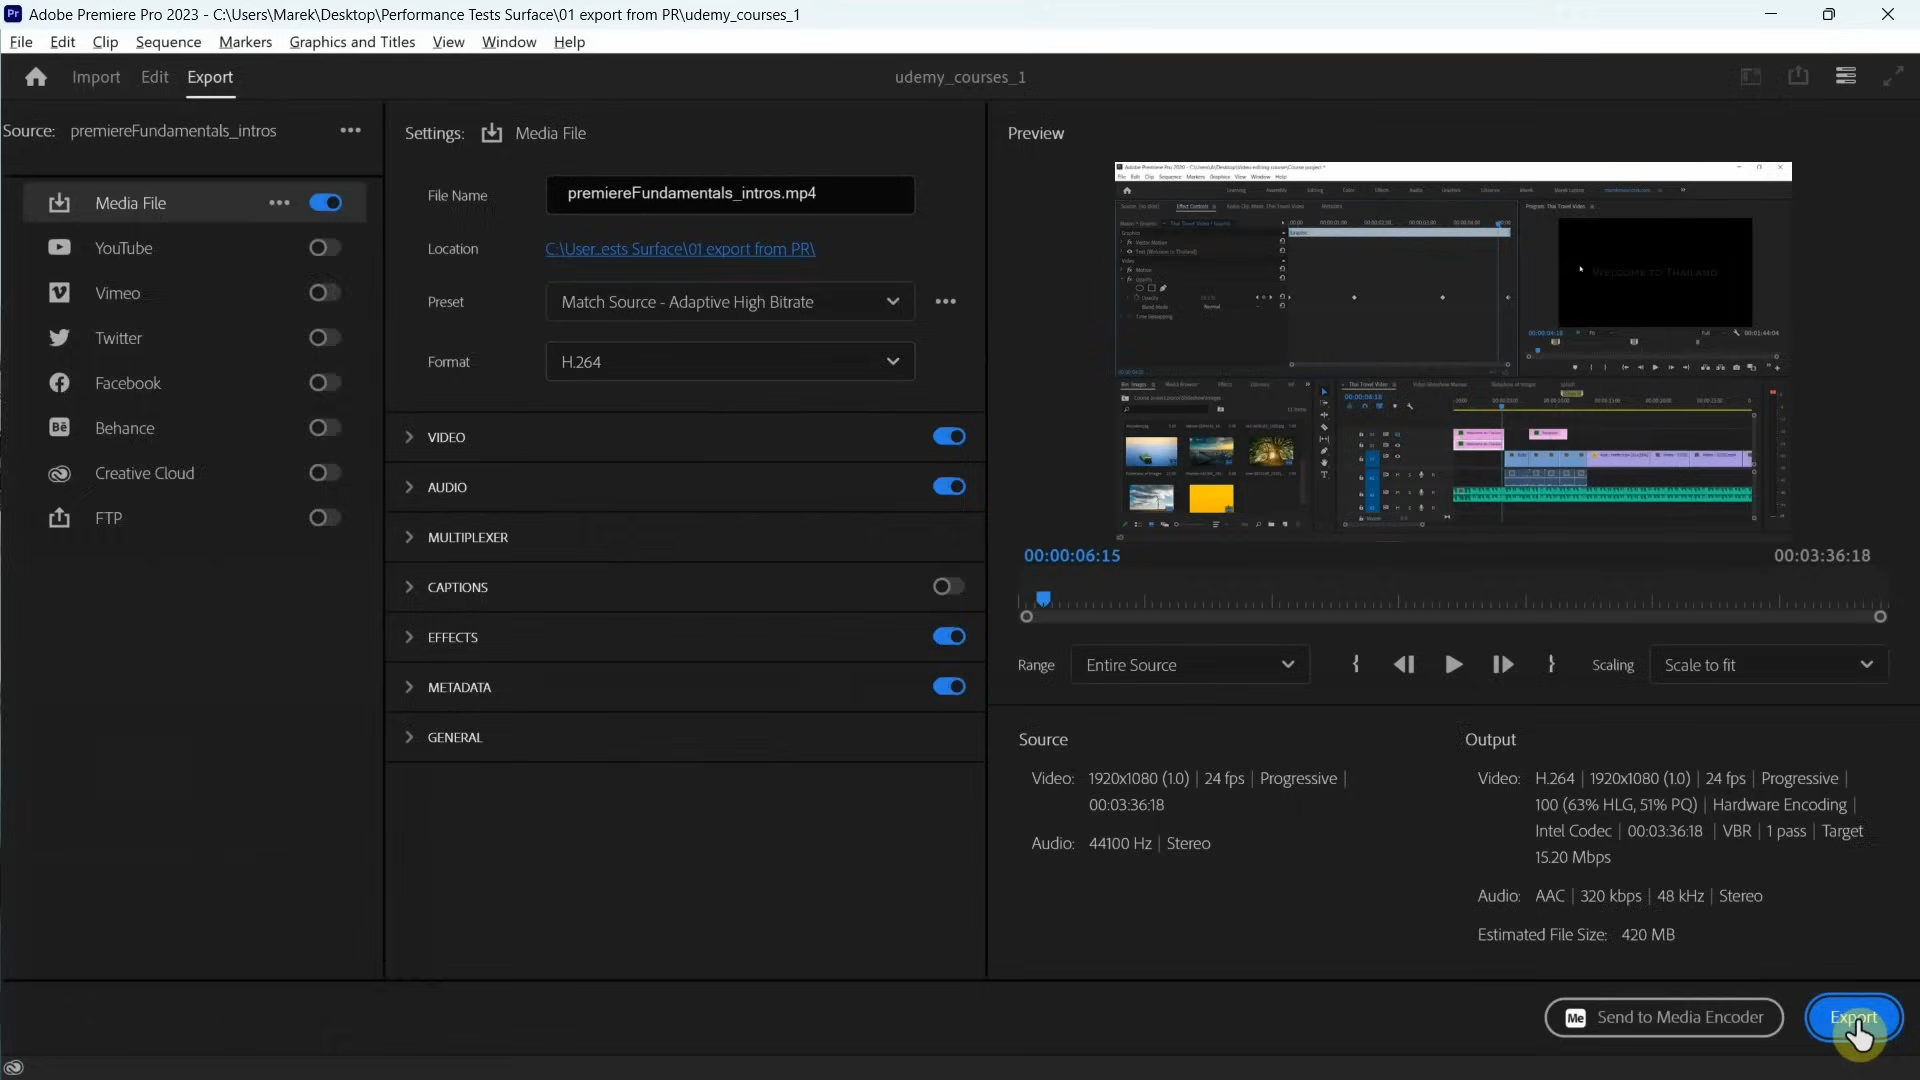 Pr Adobe Premiere Pro 2023 - C:\Users\Marek\Desktop\Performance Tests Surface\01 export from PR\udemy_courses_1
File Edit Clip Sequence Markers Graphics and Titles View Window Help
Import Edit Export
udemy_courses_1
Source: premiereFundamentals_intros
Media File
YouTube
Vimeo
Twitter
Facebook
Bē Behance
Creative Cloud
FTP
Settings: Media File
File Name premiereFundamentals_intros.mp4
Location C:\User...ests Surface\01 export from PR\
Preset Match Source - Adaptive High Bitrate
Format H.264
VIDEO
AUDIO
MULTIPLEXER
CAPTIONS
EFFECTS
METADATA
GENERAL
Preview
WELCOME TO THAILAND
00:00:06:15 00:03:36:18
Range Entire Source Scaling Scale to fit
Source
Video: 1920x1080 (1.0) | 24 fps | Progressive |
00:03:36:18
Audio: 44100 Hz | Stereo
Output
Video: H.264 | 1920x1080 (1.0) | 24 fps | Progressive |
100 (63% HLG, 51% PQ) | Hardware Encoding |
Intel Codec | 00:03:36:18 | VBR | 1 pass | Target
15.20 Mbps
Audio: AAC | 320 kbps | 48 kHz | Stereo
Estimated File Size: 420 MB
Me Send to Media Encoder
Export